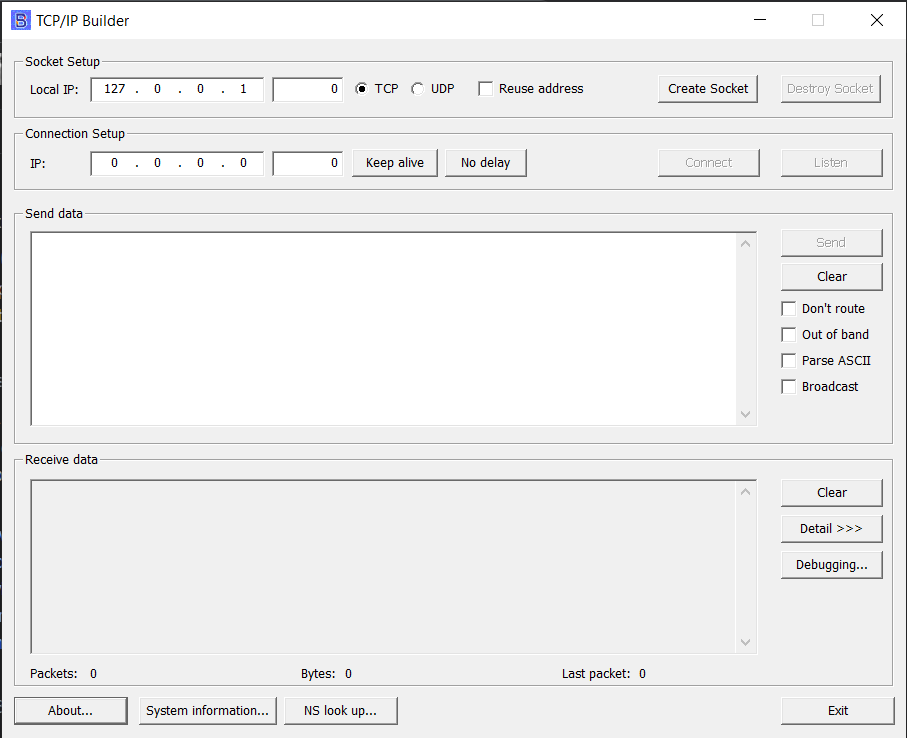 TCP/IP Builder
Socket Setup
Local IP: 127 . 0 . 0 . 1 0 TCP UDP Reuse address Create Socket Destroy Socket
Connection Setup
IP: 0 . 0 . 0 . 0 0 Keep alive No delay Connect Listen
Send data
Send
Clear
Don't route
Out of band
Parse ASCII
Broadcast
Receive data
Clear
Detail >>>
Debugging...
Packets: 0 Bytes: 0 Last packet: 0
About... System information... NS look up... Exit